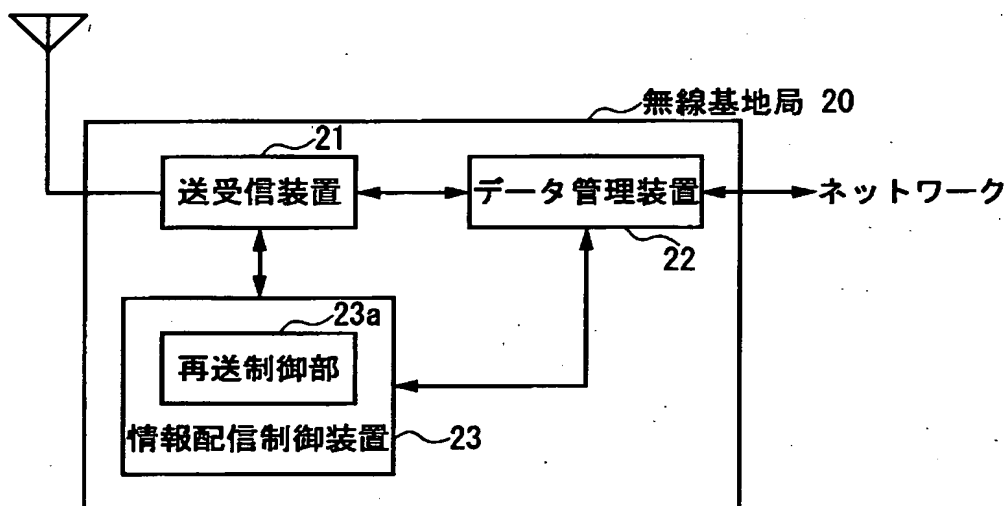 無線基地局 20
21
送受信装置
データ管理装置
ネットワーク
22
23a
再送制御部
情報配信制御装置
23